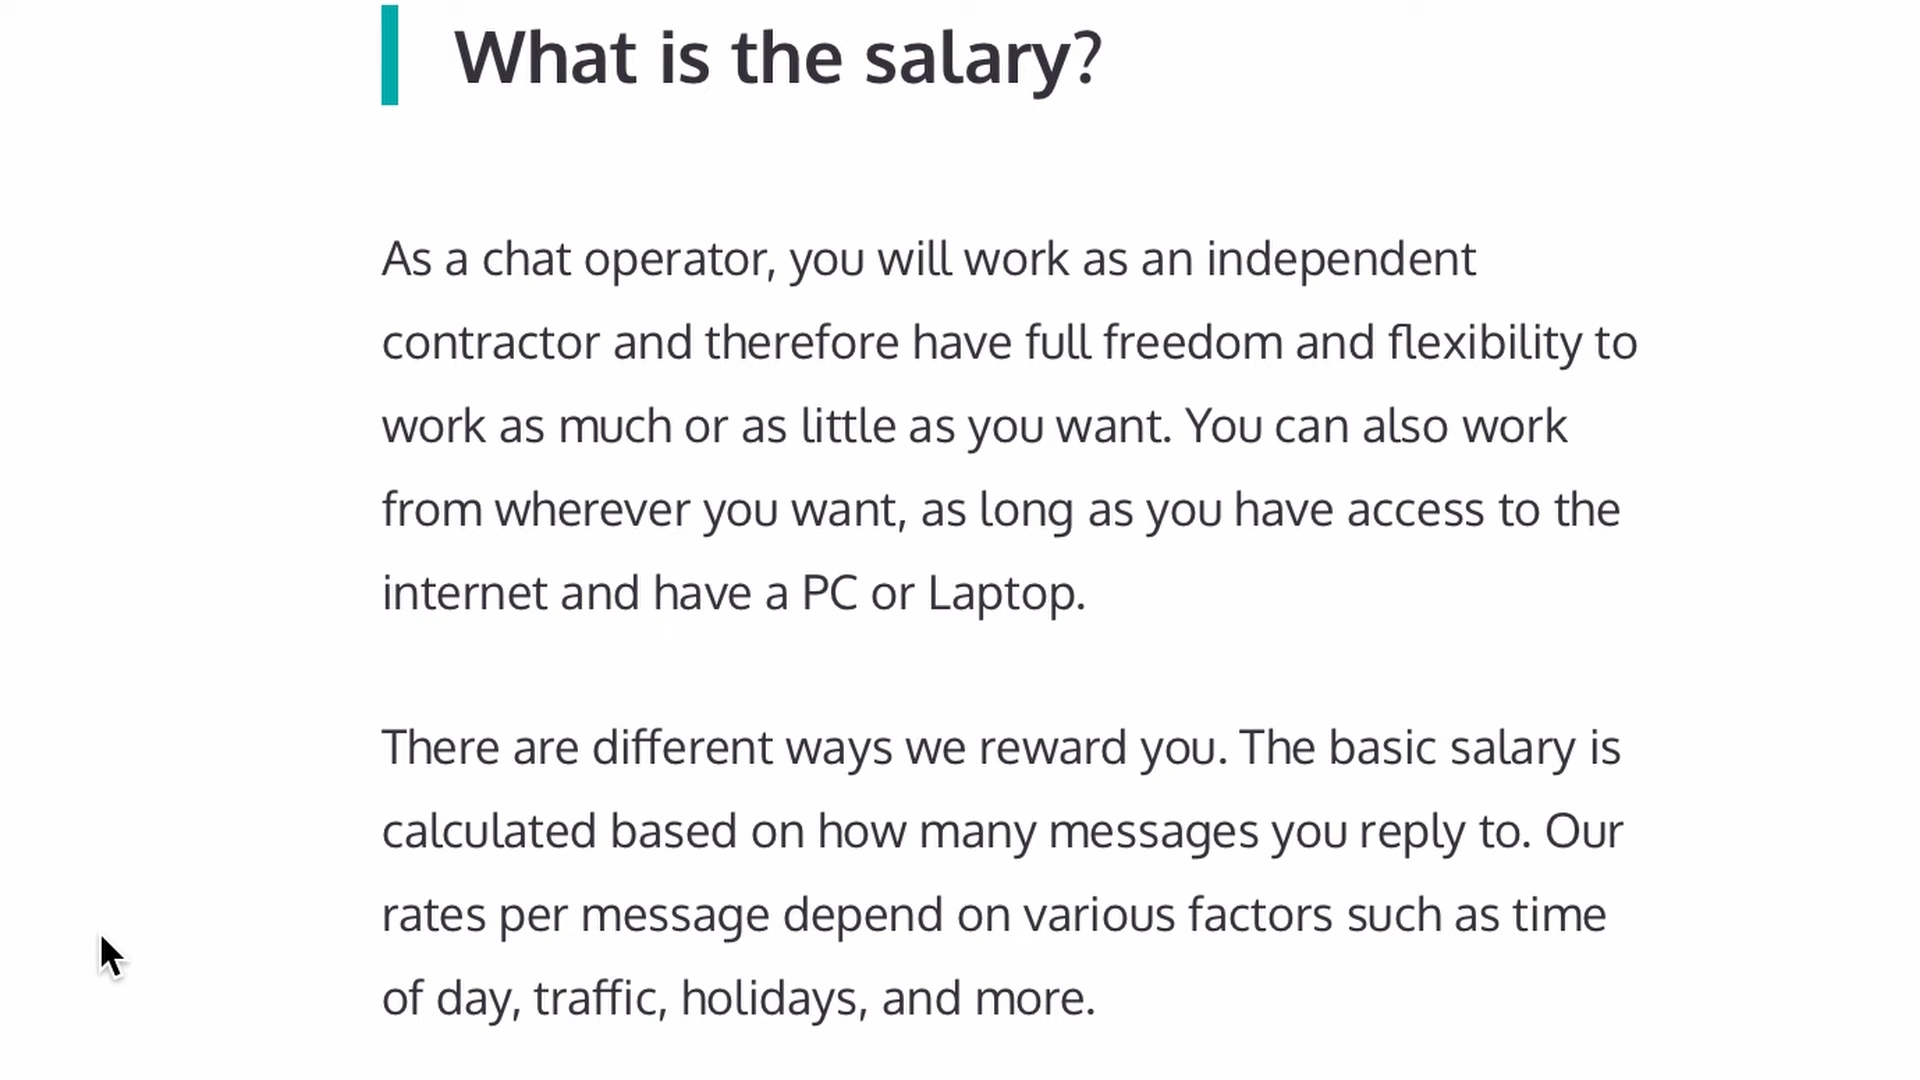 What is the salary?
As a chat operator, you will work as an independent
contractor and therefore have full freedom and flexibility to
work as much or as little as you want. You can also work
from wherever you want, as long as you have access to the
internet and have a PC or Laptop.
There are different ways we reward you. The basic salary is
calculated based on how many messages you reply to. Our
rates per message depend on various factors such as time
of day, traffic, holidays, and more.